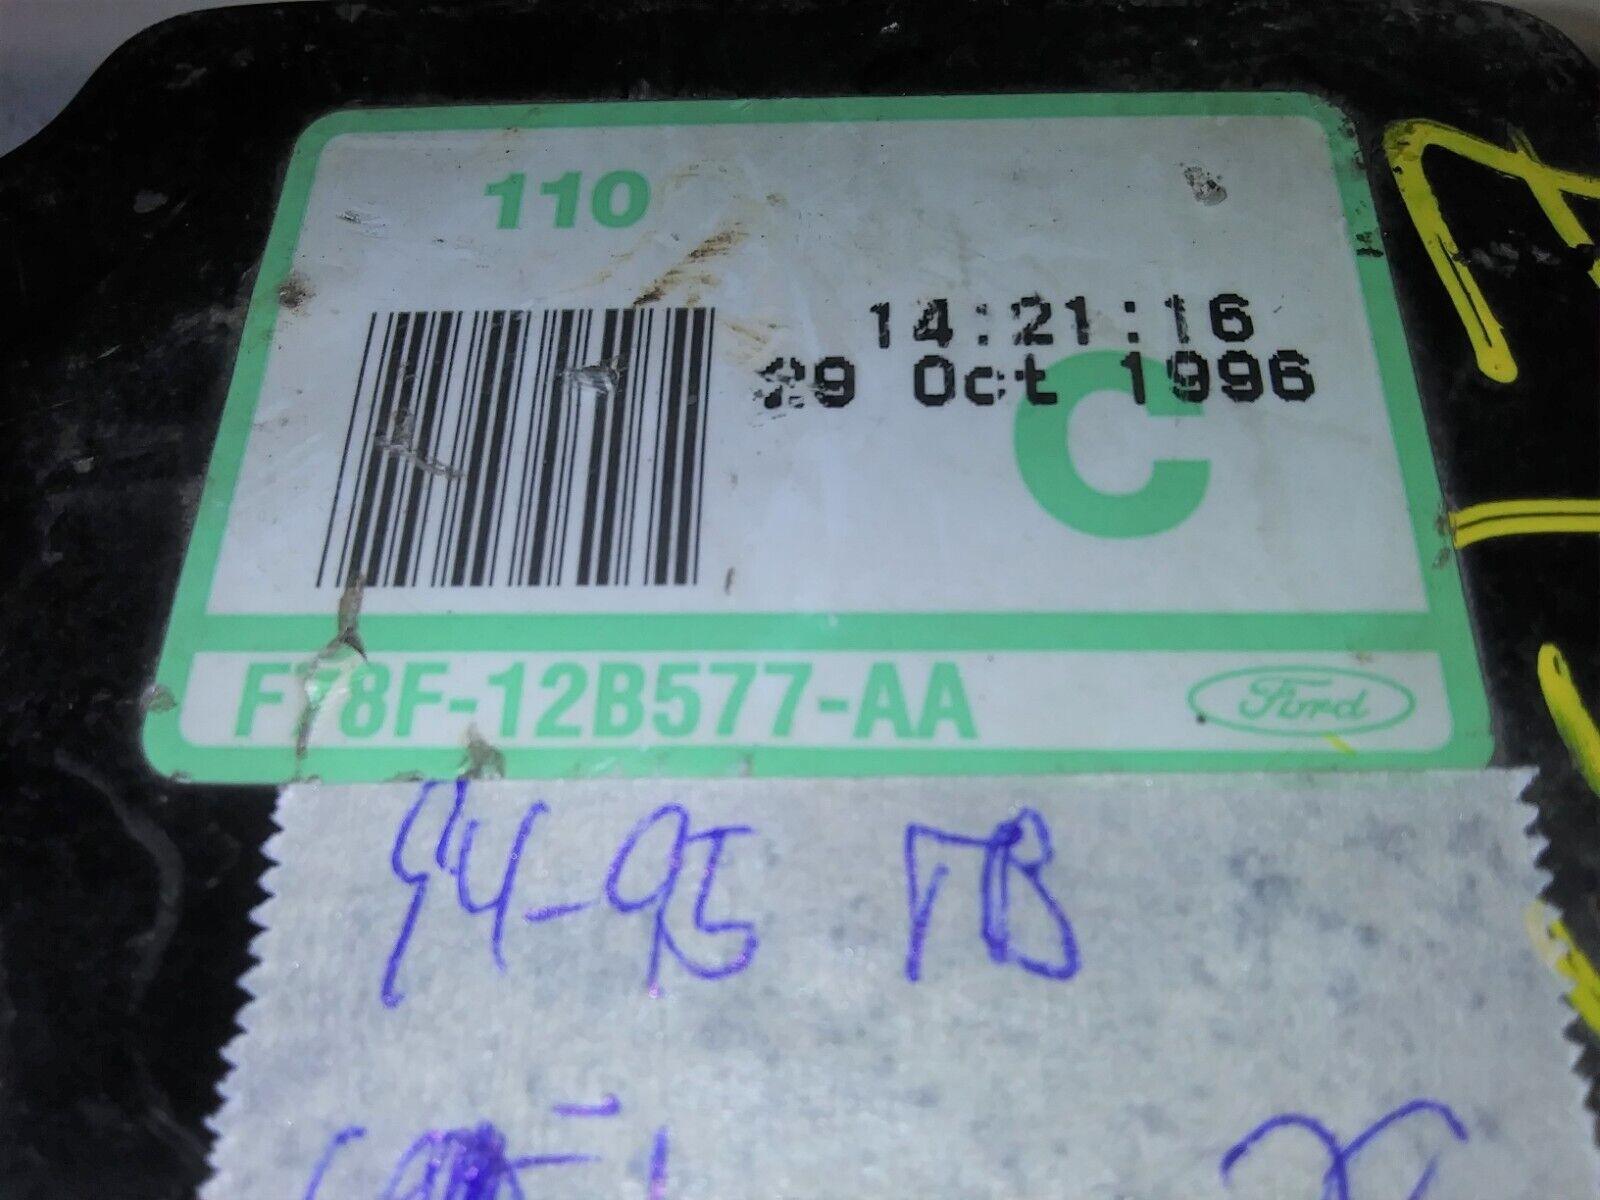 110
14:21:16
29 Oct 1996
C
F78F-12B577-AA
Ford
94-95 TB